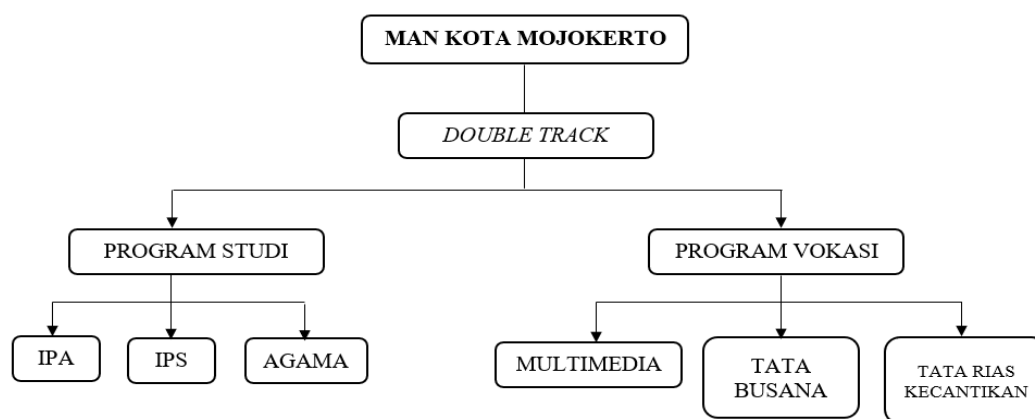 MAN KOTA MOJOKERTO
DOUBLE TRACK
PROGRAM STUDI
PROGRAM VOKASI
IPA
IPS
AGAMA
MULTIMEDIA
TATA
BUSANA
TATA RIAS
KECANTIKAN